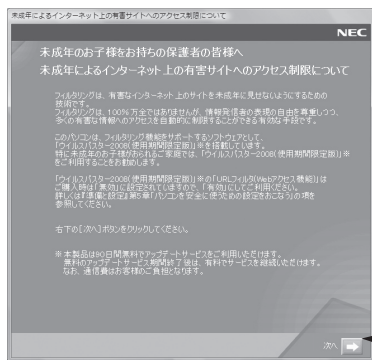 未成年によるインターネット上の有害サイトへのアクセス制限について
NEC
未成年のお子様をお持ちの保護者の皆様へ
未成年によるインターネット上の有害サイトへのアクセス制限について
フィルタリングは、有害なインターネット上のサイトを未成年に見せないようにするための
技術です。
フィルタリングは、100%万全ではありませんが、情報発信者の表現の自由を尊重しつつ、
多くの有害な情報へのアクセスを自動的に制限することができる有効な手段です。
このパソコンは、フィルタリング機能をサポートするソフトウェアとして、
「ウイルスバスター2008(使用期限限定版)」※を搭載しています。
特に未成年のお子様がおられるご家庭では、「ウイルスバスター2008(使用期限限定版)」※
をご利用することをお勧めします。
「ウイルスバスター2008(使用期限限定版)」※の「URLフィルタ(Webアクセス機能)」は
ご購入時は「無効」に設定されていますので、「有効」にしてご利用ください。
詳しくは『準備と設定』第5章「パソコンを安全に使うための設定をおこなう」の項を
参照してください。
右下の[次へ]ボタンをクリックしてください。
※本製品は90日間無料でアップデートサービスをご利用いただけます。
無料のアップデートサービス期間終了後は、有料でサービスを継続いただけます。
なお、通信費はお客様のご負担となります。
次へ